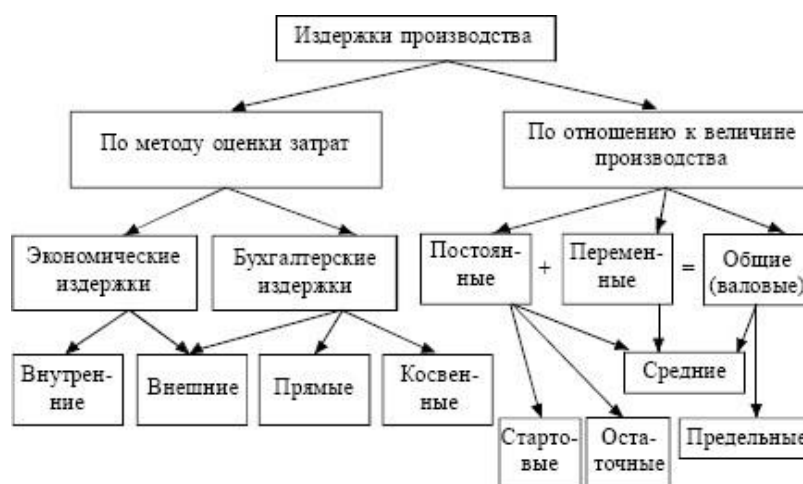 Издержки производства
По методу оценки затрат
По отношению к величине
производства
Экономические
издержки
Бухгалтерские
издержки
Постоян-
ные
+
Перемен-
ные
=
Общие
(валовые)
Внутрен-
ние
Внешние
Прямые
Косвен-
ные
Средние
Старто-
вые
Оста-
точные
Предельные